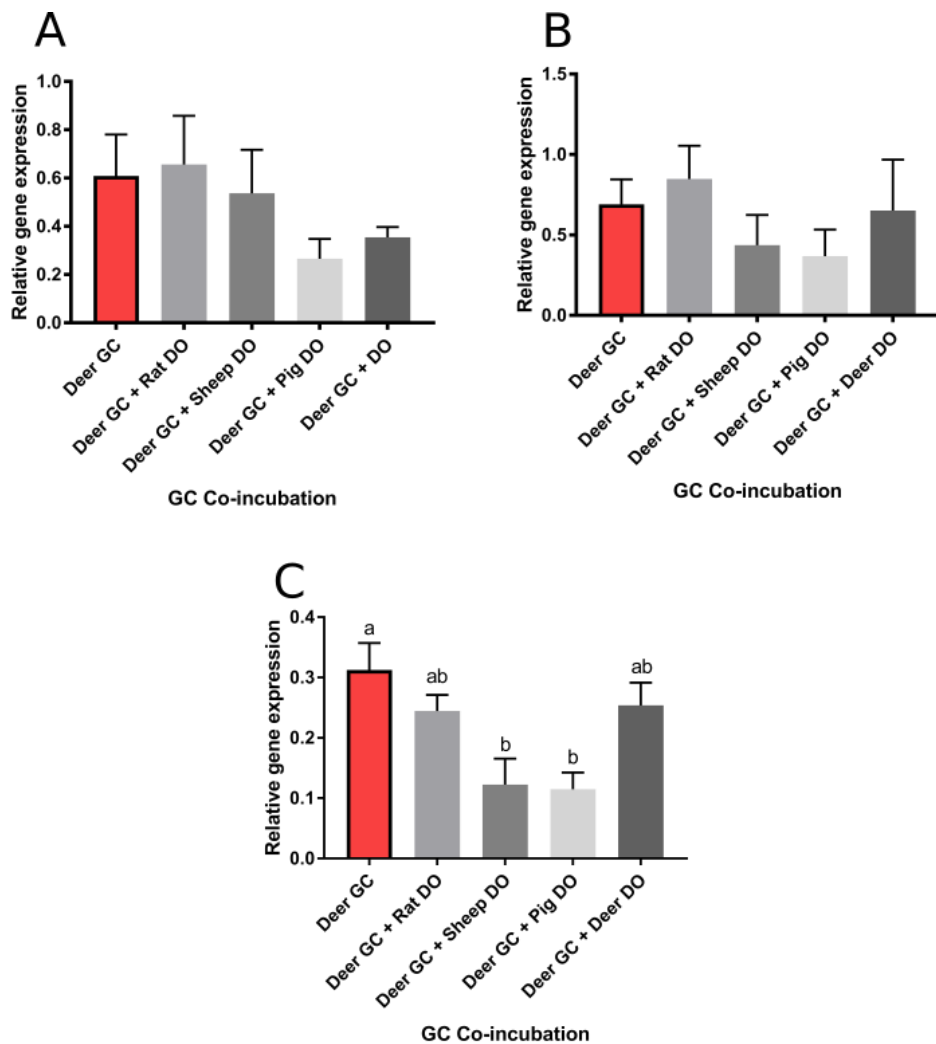 A
Relative gene expression
1.0
0.8
0.6
0.4
0.2
0.0
Deer GC
Deer GC + Rat DO
Deer GC + Sheep DO
Deer GC + Pig DO
Deer GC + DO
GC Co-incubation
B
Relative gene expression
1.5
1.0
0.5
0.0
Deer GC
Deer GC + Rat DO
Deer GC + Sheep DO
Deer GC + Pig DO
Deer GC + Deer DO
GC Co-incubation
C
Relative gene expression
0.4
0.3
0.2
0.1
0.0
a
ab
b
b
ab
Deer GC
Deer GC + Rat DO
Deer GC + Sheep DO
Deer GC + Pig DO
Deer GC + Deer DO
GC Co-incubation